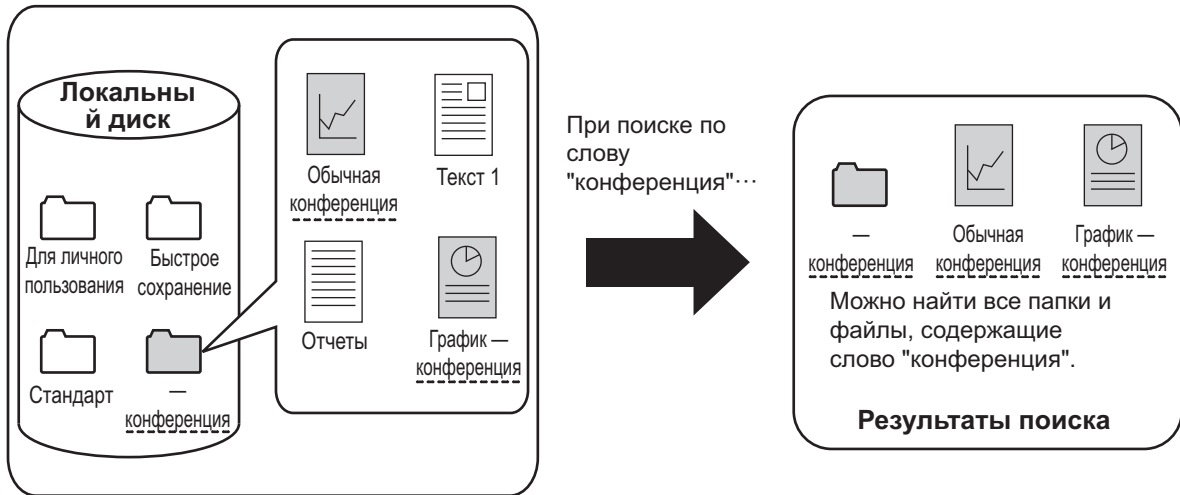 Локальны
й диск
Для личного
пользования
Быстрое
сохранение
Стандарт
—
конференция
Обычная
конференция
Текст 1
Отчеты
График —
конференция
При поиске по
слову
"конференция"···
—
конференция
Обычная
конференция
График —
конференция
Можно найти все папки и
файлы, содержащие
слово "конференция".
Результаты поиска